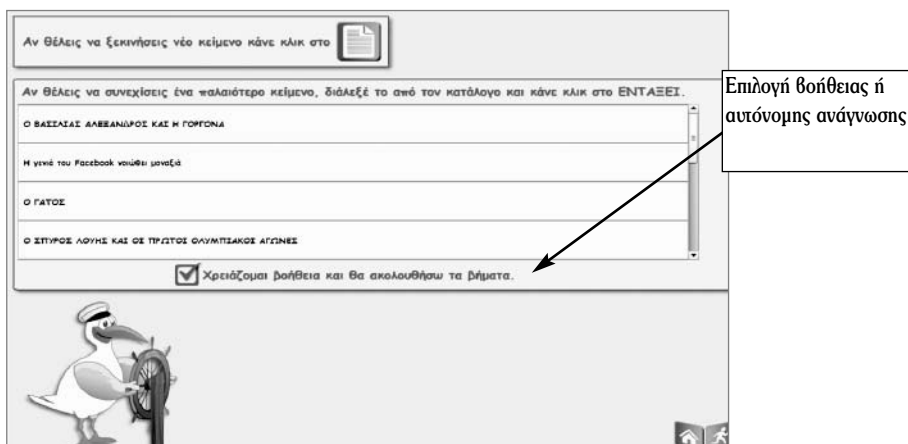 Αν θέλεις να ξεκινήσεις νέο κείμενο κάνε κλικ στο
Αν θέλεις να συνεχίσεις ένα παλαιότερο κείμενο, διάλεξέ το από τον κατάλογο και κάνε κλικ στο ΕΝΤΑΞΕΙ.
Ο ΒΑΣΙΛΙΑΣ ΑΛΕΞΑΝΔΡΟΣ ΚΑΙ Η ΓΟΡΓΟΝΑ
Η γενιά του Facebook νοιώθει μοναξιά
Ο ΓΑΤΟΣ
Ο ΣΠΥΡΟΣ ΛΟΥΗΣ ΚΑΙ ΟΙ ΠΡΩΤΟΙ ΟΛΥΜΠΙΑΚΟΙ ΑΓΩΝΕΣ
Χρειάζομαι βοήθεια και θα ακολουθήσω τα βήματα.
Επιλογή βοήθειας ή
αυτόνομης ανάγνωσης